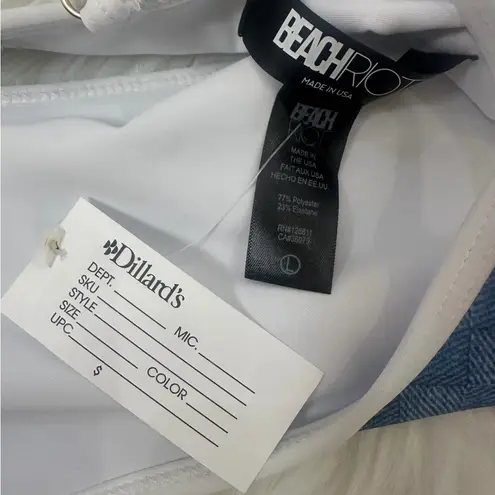 BEACHRIOT
MADE IN USA
BEACH
RIOT
MADE IN
THE USA
FAIT AUX USA
HECHO EN EE.UU.
77% Polyester
23% Elastane
L
Dillard's
DEPT.
SKU MIC.
STYLE
SIZE
UPC COLOR
$